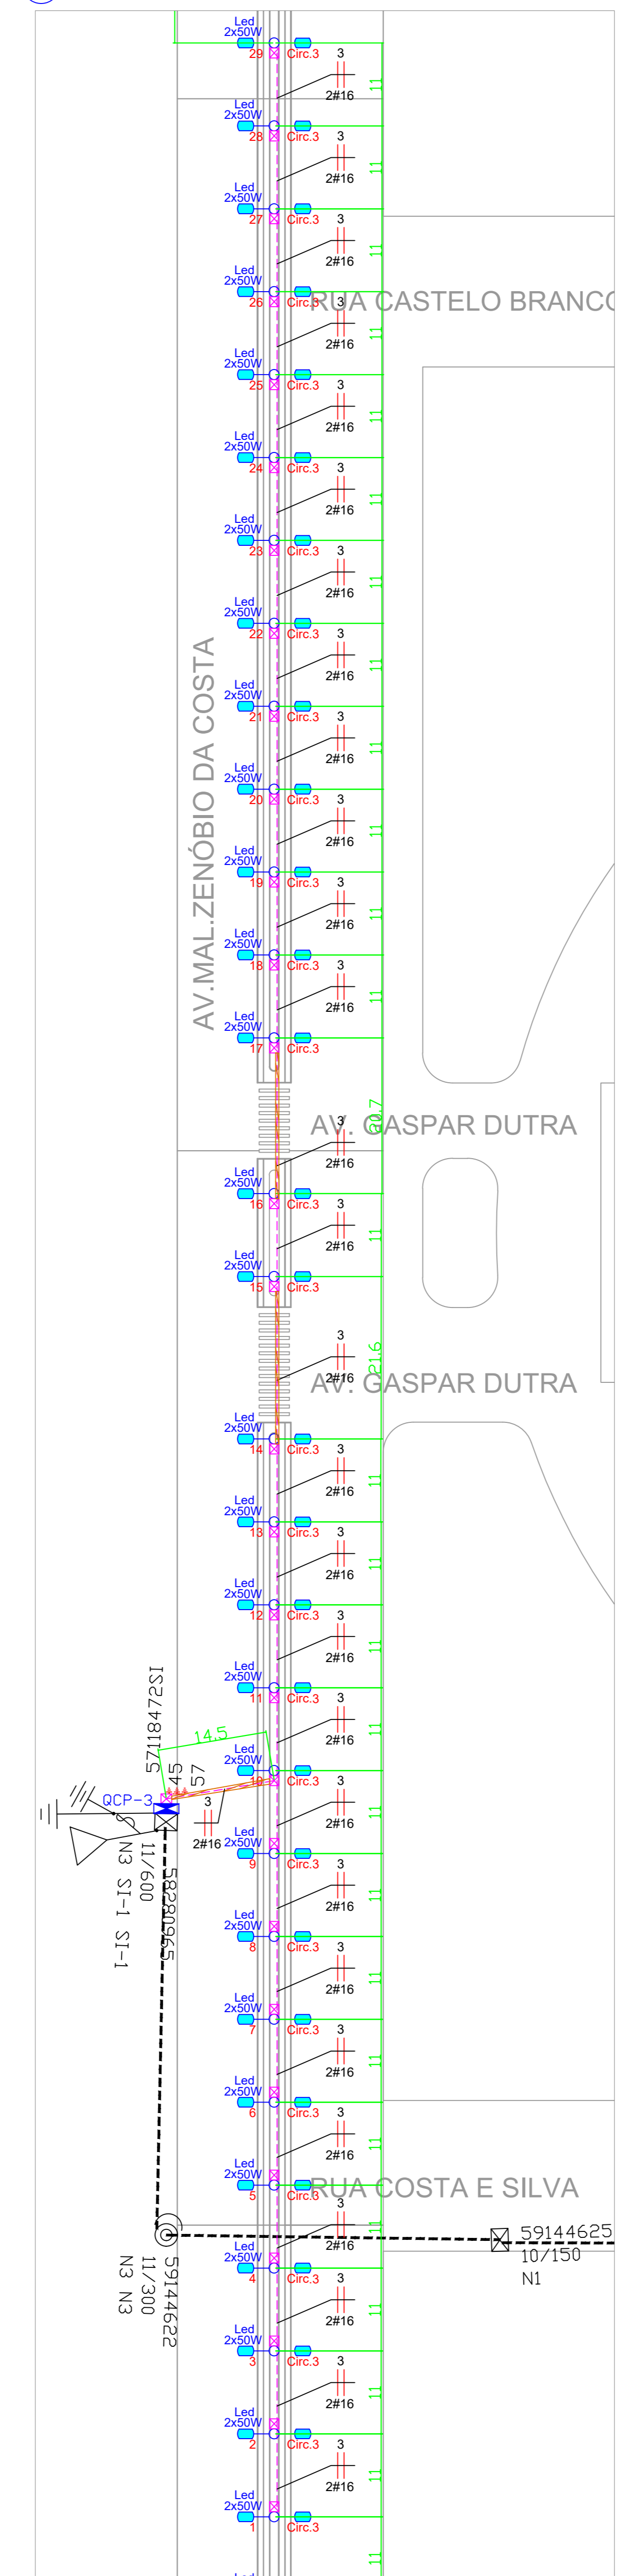 Led
2x50W
29 Circ.3
3
2#16
11
Led
2x50W
28 Circ.3
3
2#16
11
Led
2x50W
27 Circ.3
3
2#16
11
Led
2x50W
26 Circ.3
RUA CASTELO BRANCO
3
2#16
11
Led
2x50W
25 Circ.3
3
2#16
11
Led
2x50W
24 Circ.3
3
2#16
11
Led
2x50W
23 Circ.3
3
2#16
11
Led
2x50W
22 Circ.3
3
2#16
11
AV.MAL.ZENÓBIO DA COSTA
Led
2x50W
21 Circ.3
3
2#16
11
Led
2x50W
20 Circ.3
3
2#16
11
Led
2x50W
19 Circ.3
3
2#16
11
Led
2x50W
18 Circ.3
3
2#16
11
Led
2x50W
17 Circ.3
20,7
AV. GASPAR DUTRA
3
2#16
Led
2x50W
16 Circ.3
3
2#16
11
Led
2x50W
15 Circ.3
3
21,6
2#16
AV. GASPAR DUTRA
Led
2x50W
14 Circ.3
3
2#16
11
Led
2x50W
13 Circ.3
3
2#16
11
Led
2x50W
12 Circ.3
3
2#16
11
Led
2x50W
11 Circ.3
3
2#16
11
14,5
57118472IS1
45
57
QCP-3
3
2#16
Led
2x50W
10 Circ.3
3
2#16
11
58280965
11/600
N3 SI-1 SI-1
Led
2x50W
9 Circ.3
3
2#16
11
Led
2x50W
8 Circ.3
3
2#16
11
Led
2x50W
7 Circ.3
3
2#16
11
Led
2x50W
6 Circ.3
3
2#16
11
Led
2x50W
5 Circ.3
RUA COSTA E SILVA
3
2#16
11
59144625
10/150
N1
59144622
11/300
N3 N3
Led
2x50W
4 Circ.3
3
2#16
11
Led
2x50W
3 Circ.3
3
2#16
11
Led
2x50W
2 Circ.3
3
2#16
11
Led
2x50W
1 Circ.3
11
Led